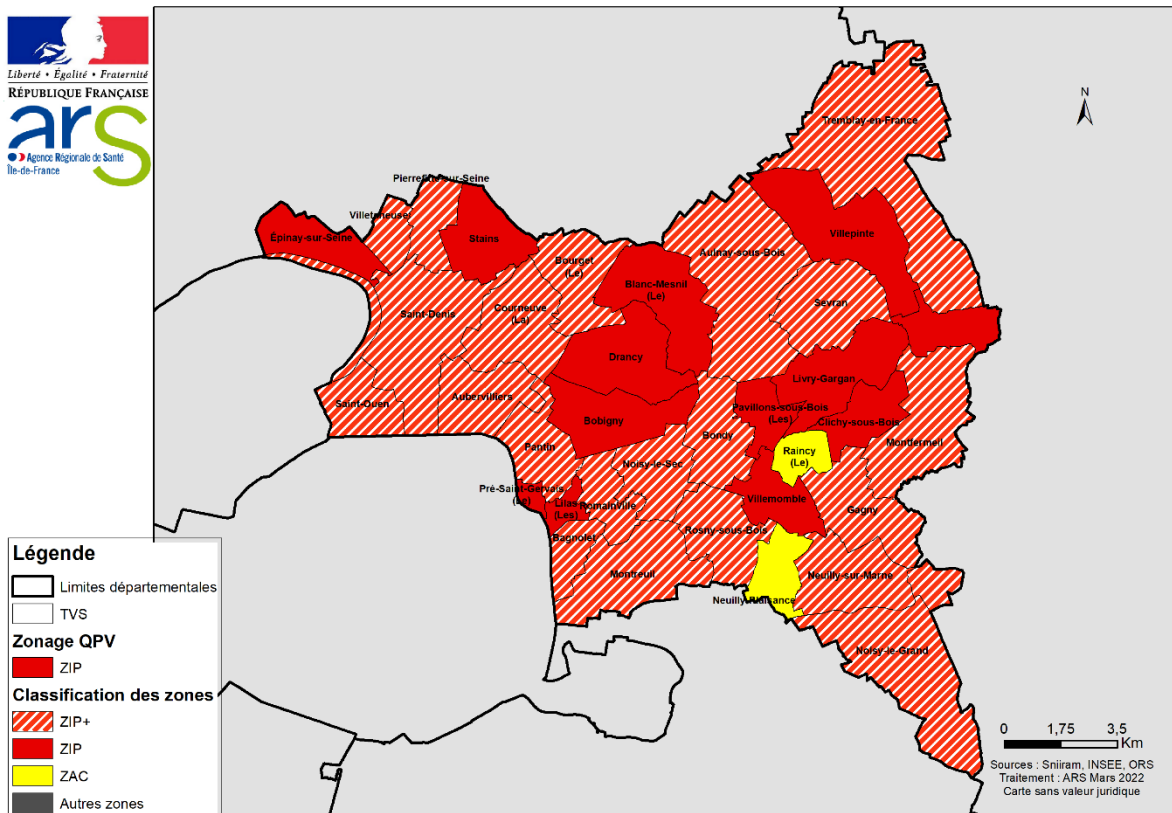 Liberté • Égalité • Fraternité
RÉPUBLIQUE FRANÇAISE
ars
Agence Régionale de Santé
Île-de-France
N
Tremblay-en-France
Pierrefitte-sur-Seine
Villetaneuse
Épinay-sur-Seine
Stains
Villepinte
Aulnay-sous-Bois
Bourget
(Le)
Blanc-Mesnil
(Le)
Sevran
Saint-Denis
Courneuve
(La)
Drancy
Livry-Gargan
Saint-Ouen
Aubervilliers
Pavillons-sous-Bois
(Les)
Clichy-sous-Bois
Bobigny
Bondy
Montfermeil
Pantin
Raincy
(Le)
Noisy-le-Sec
Pré-Saint-Gervais
(Le)
Villemomble
Lilas
(Les)
Romainville
Gagny
Rosny-sous-Bois
Bagnolet
Montreuil
Neuilly-sur-Marne
Neuilly-Plaisance
Noisy-le-Grand
Légende
Limites départementales
TVS
Zonage QPV
ZIP
Classification des zones
ZIP+
ZIP
ZAC
Autres zones
0 1,75 3,5
Km
Sources : Sniiram, INSEE, ORS
Traitement : ARS Mars 2022
Carte sans valeur juridique